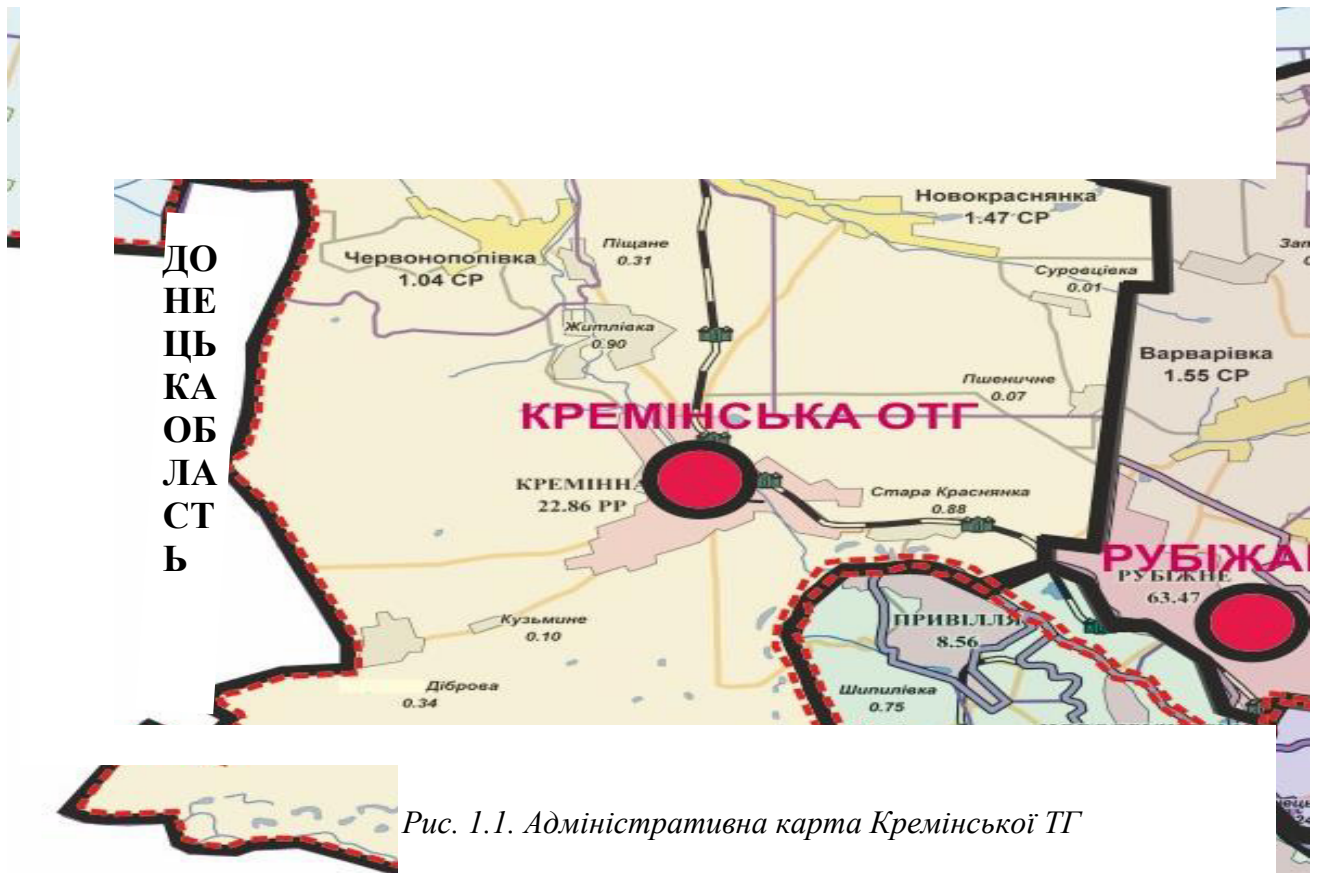 Новокраснянка
1.47 СР
ДО
НЕ
ЦЬ
КА
ОБ
ЛА
СТ
Ь
Червонопопівка
1.04 СР
Піщане
0.31
Суровцівка
0.01
Житлівка
0.90
Варварівка
1.55 СР
Пшеничне
0.07
КРЕМІНСЬКА ОТГ
КРЕМІННА
22.86 РР
Стара Краснянка
0.88
РУБІЖАН
РУБІЖНЕ
63.47
Кузьмине
0.10
ПРИВІЛЛЯ
8.56
Діброва
0.34
Шипилівка
0.75
Рис. 1.1. Адміністративна карта Кремінської ТГ